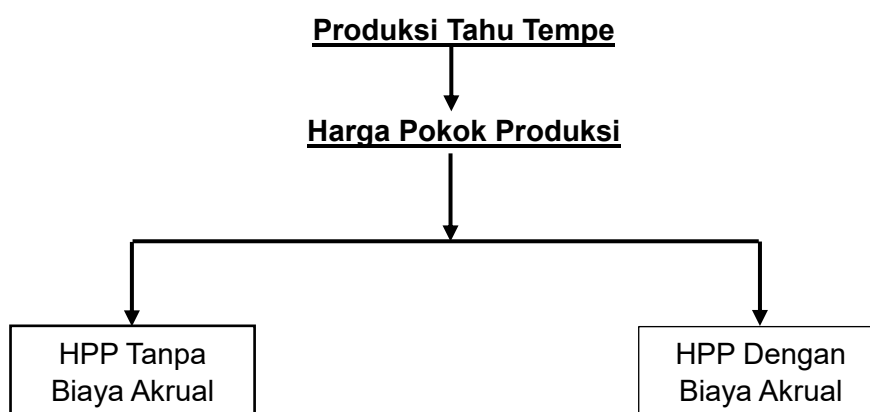 Produksi Tahu Tempe
Harga Pokok Produksi
HPP Tanpa
Biaya Akrual
HPP Dengan
Biaya Akrual